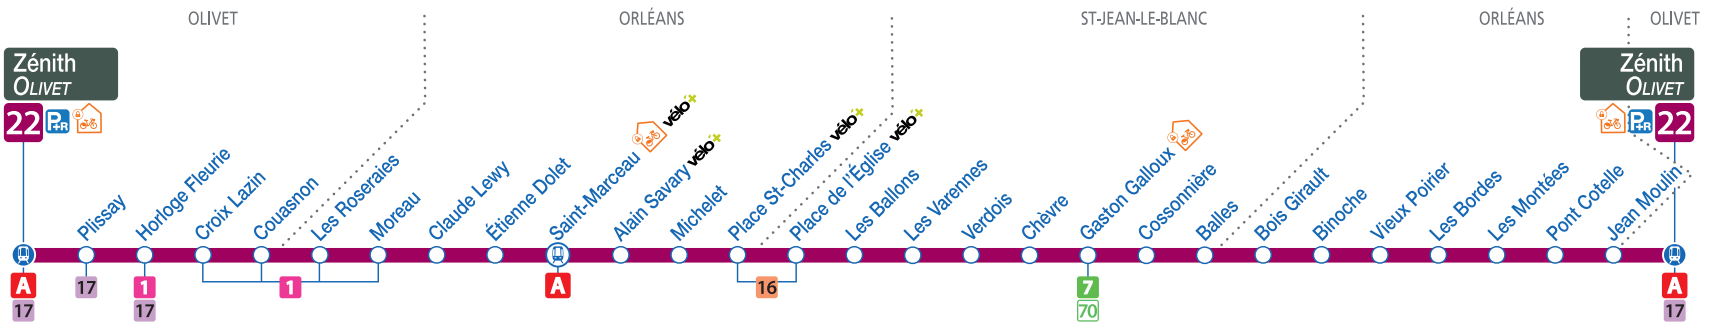 OLIVET
ORLÉANS
ST-JEAN-LE-BLANC
ORLÉANS
OLIVET
Zénith
OLIVET
22 P+R
Zénith
OLIVET
P+R 22
Plissay
Horloge Fleurie
Croix Lazin
Couasnon
Les Roseraies
Moreau
Claude Lewy
Étienne Dolet
Saint-Marceau vélo+
Alain Savary vélo+
Michelet
Place St-Charles vélo+
Place de l'Église vélo+
Les Ballons
Les Varennes
Verdois
Chèvre
Gaston Galloux
Cossonnière
Balles
Bois Girault
Binoche
Vieux Poirier
Les Bordes
Les Montées
Pont Cotelle
Jean Moulin
A
17
17
1
17
1
A
16
7
70
A
17